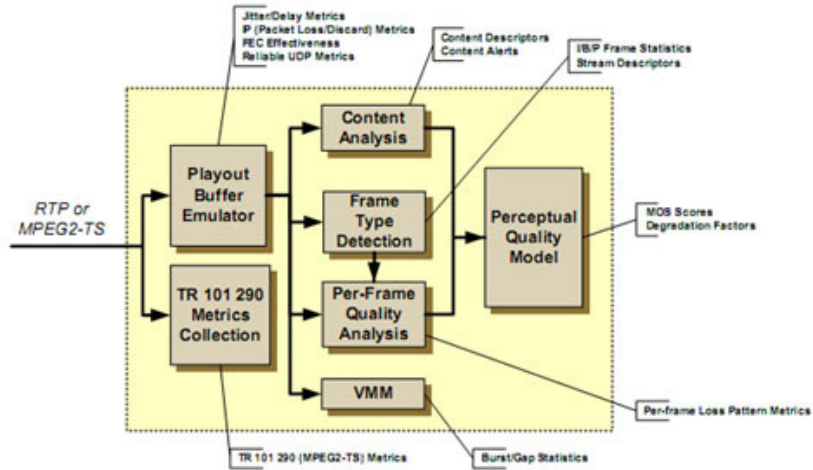 Jitter/Delay Metrics
IP (Packet Loss/Discard) Metrics
FEC Effectiveness
Reliable UDP Metrics
Content Descriptors
Content Alerts
I/B/P Frame Statistics
Stream Descriptors
RTP or
MPEG2-TS
Playout
Buffer
Emulator
Content
Analysis
Frame
Type
Detection
Perceptual
Quality
Model
MOS Scores
Degradation Factors
TR 101 290
Metrics
Collection
Per-Frame
Quality
Analysis
VMM
Per-frame Loss Pattern Metrics
TR 101 290 (MPEG2-TS) Metrics
Burst/Gap Statistics